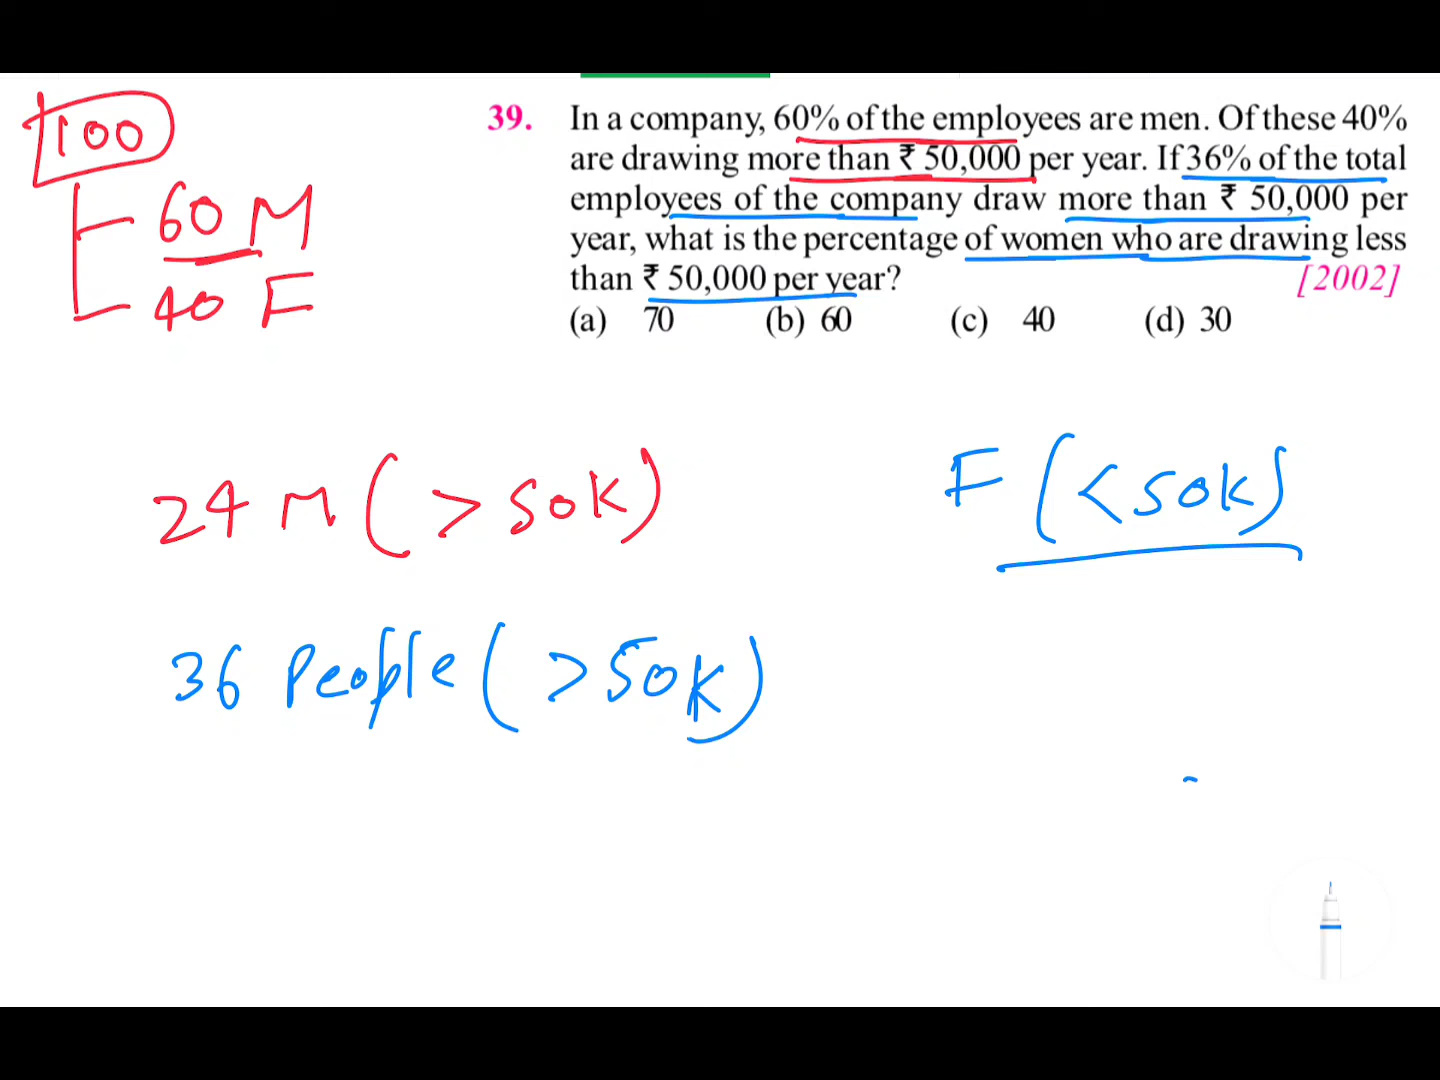 100
60 M
40 F
39. In a company, 60% of the employees are men. Of these 40%
are drawing more than ₹ 50,000 per year. If 36% of the total
employees of the company draw more than ₹ 50,000 per
year, what is the percentage of women who are drawing less
than ₹ 50,000 per year? [2002]
(a) 70 (b) 60 (c) 40 (d) 30
24 M ( > 50K)
F (< 50K)
36 People ( > 50K)